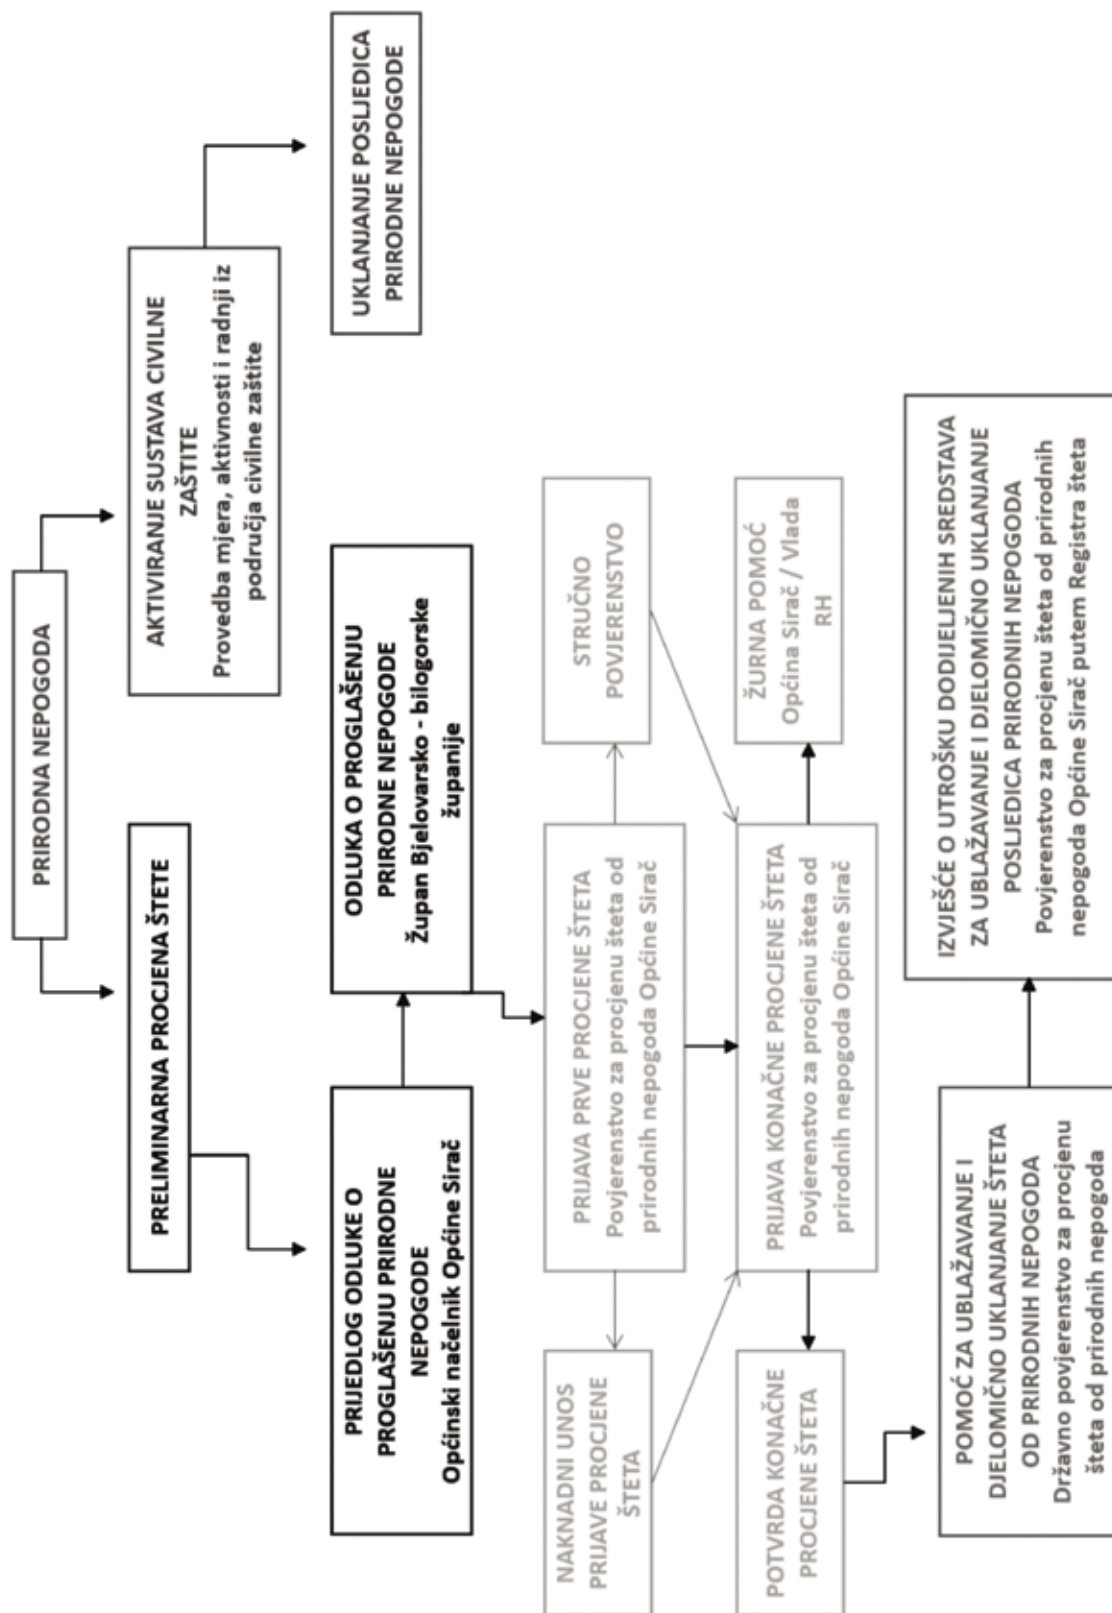 PRIRODNA NEPOGODA
PRELIMINARNA PROCJENA ŠTETE
AKTIVIRANJE SUSTAVA CIVILNE
ZAŠTITE
Provedba mjera, aktivnosti i radnji iz
područja civilne zaštite
PRIJEDLOG ODLUKE O
PROGLAŠENJU PRIRODNE
NEPOGODE
Općinski načelnik Općine Sirač
ODLUKA O PROGLAŠENJU
PRIRODNE NEPOGODE
Župan Bjelovarsko - bilogorske
županije
UKLANJANJE POSLJEDICA
PRIRODNE NEPOGODE
NAKNADNI UNOS
PRIJAVE PROCJENE
ŠTETA
PRIJAVA PRVE PROCJENE ŠTETA
Povjerenstvo za procjenu šteta od
prirodnih nepogoda Općine Sirač
STRUČNO
POVJERENSTVO
POTVRDA KONAČNE
PROCJENE ŠTETA
PRIJAVA KONAČNE PROCJENE ŠTETA
Povjerenstvo za procjenu šteta od
prirodnih nepogoda Općine Sirač
ŽURNA POMOĆ
Općina Sirač / Vlada
RH
POMOĆ ZA UBLAŽAVANJE I
DJELOMIČNO UKLANJANJE ŠTETA
OD PRIRODNIH NEPOGODA
Državno povjerenstvo za procjenu
šteta od prirodnih nepogoda
IZVJEŠĆE O UTROŠKU DODIJELJENIH SREDSTAVA
ZA UBLAŽAVANJE I DJELOMIČNO UKLANJANJE
POSLJEDICA PRIRODNIH NEPOGODA
Povjerenstvo za procjenu šteta od prirodnih
nepogoda Općine Sirač putem Registra šteta